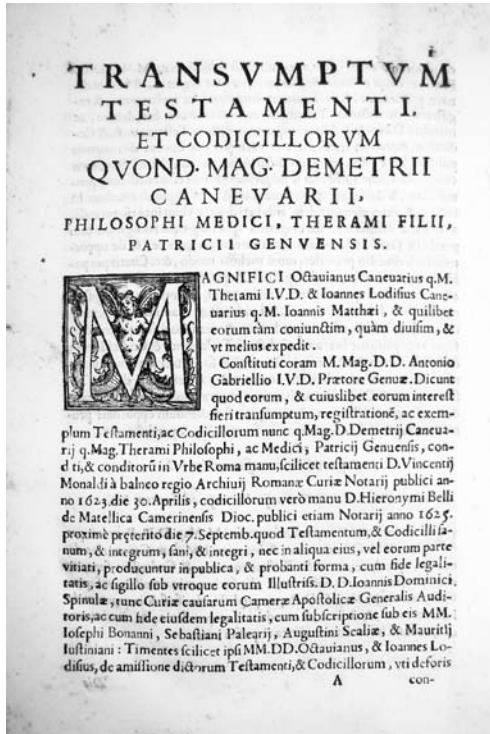 TRANSVMPTVM
TESTAMENTI,
ET CODICILLORVM
QVOND. MAG. DEMETRII
CANEVARII,
PHILOSOPHI MEDICI, THERAMI FILII,
PATRICII GENVENSIS.
MAGNIFICI Octauianus Caneuarius q.M.
Therami I.V.D. & Ioannes Lodisius Cane-
uarius q. M. Ioannis Matthæi, & quilibet
eorum tàm coniunctim, quàm diuisim, &
vt melius expedit.
Constituti coram M. Mag. D. D. Antonio
Gabriellio I.V.D. Prætore Genuæ. Dicunt
quod eorum, & cuiuslibet eorum interest
fieri transumptum, registrationē, ac exem-
plum Testamenti, ac Codicillorum nunc q. Mag. D. Demetrij Caneua-
rij q. Mag. Therami Philosophi, ac Medici, Patricij Genuensis, con-
diti, & conditorū in Vrbe Roma manu, scilicet testamenti D. Vincentij
Monaldi à balneo regio Archiuij Romanæ Curiæ Notarij publici an-
no 1623. die 30. Aprilis, codicillorum verò manu D. Hieronymi Belli
de Matellica Camerinensis Dioc. publici etiam Notarij anno 1625.
proximè præterito die 7. Septemb. quod Testamentum, & Codicilli sa-
num, & integrum, sani, & integri, nec in aliqua eius, vel eorum parte
vitiati, producuntur in publica, & probanti forma, cum fide legali-
tatis, ac sigillo sub vtroque eorum Illustriss. D. D. Ioannis Dominici,
Spinulæ, tunc Curiæ causarum Cameræ Apostolicæ Generalis Audi-
toris, ac cum fide eiusdem legalitatis, cum subscriptione sub eis MM.
Iosephi Bonanni, Sebastiani Palearij, Augustini Scaliæ, & Mauritij
Iustiniani : Timentes scilicet ipsi MM. DD. Octauianus, & Ioannes Lo-
disius, de amissione dictorum Testamenti, & Codicillorum, vti deforis
A con-